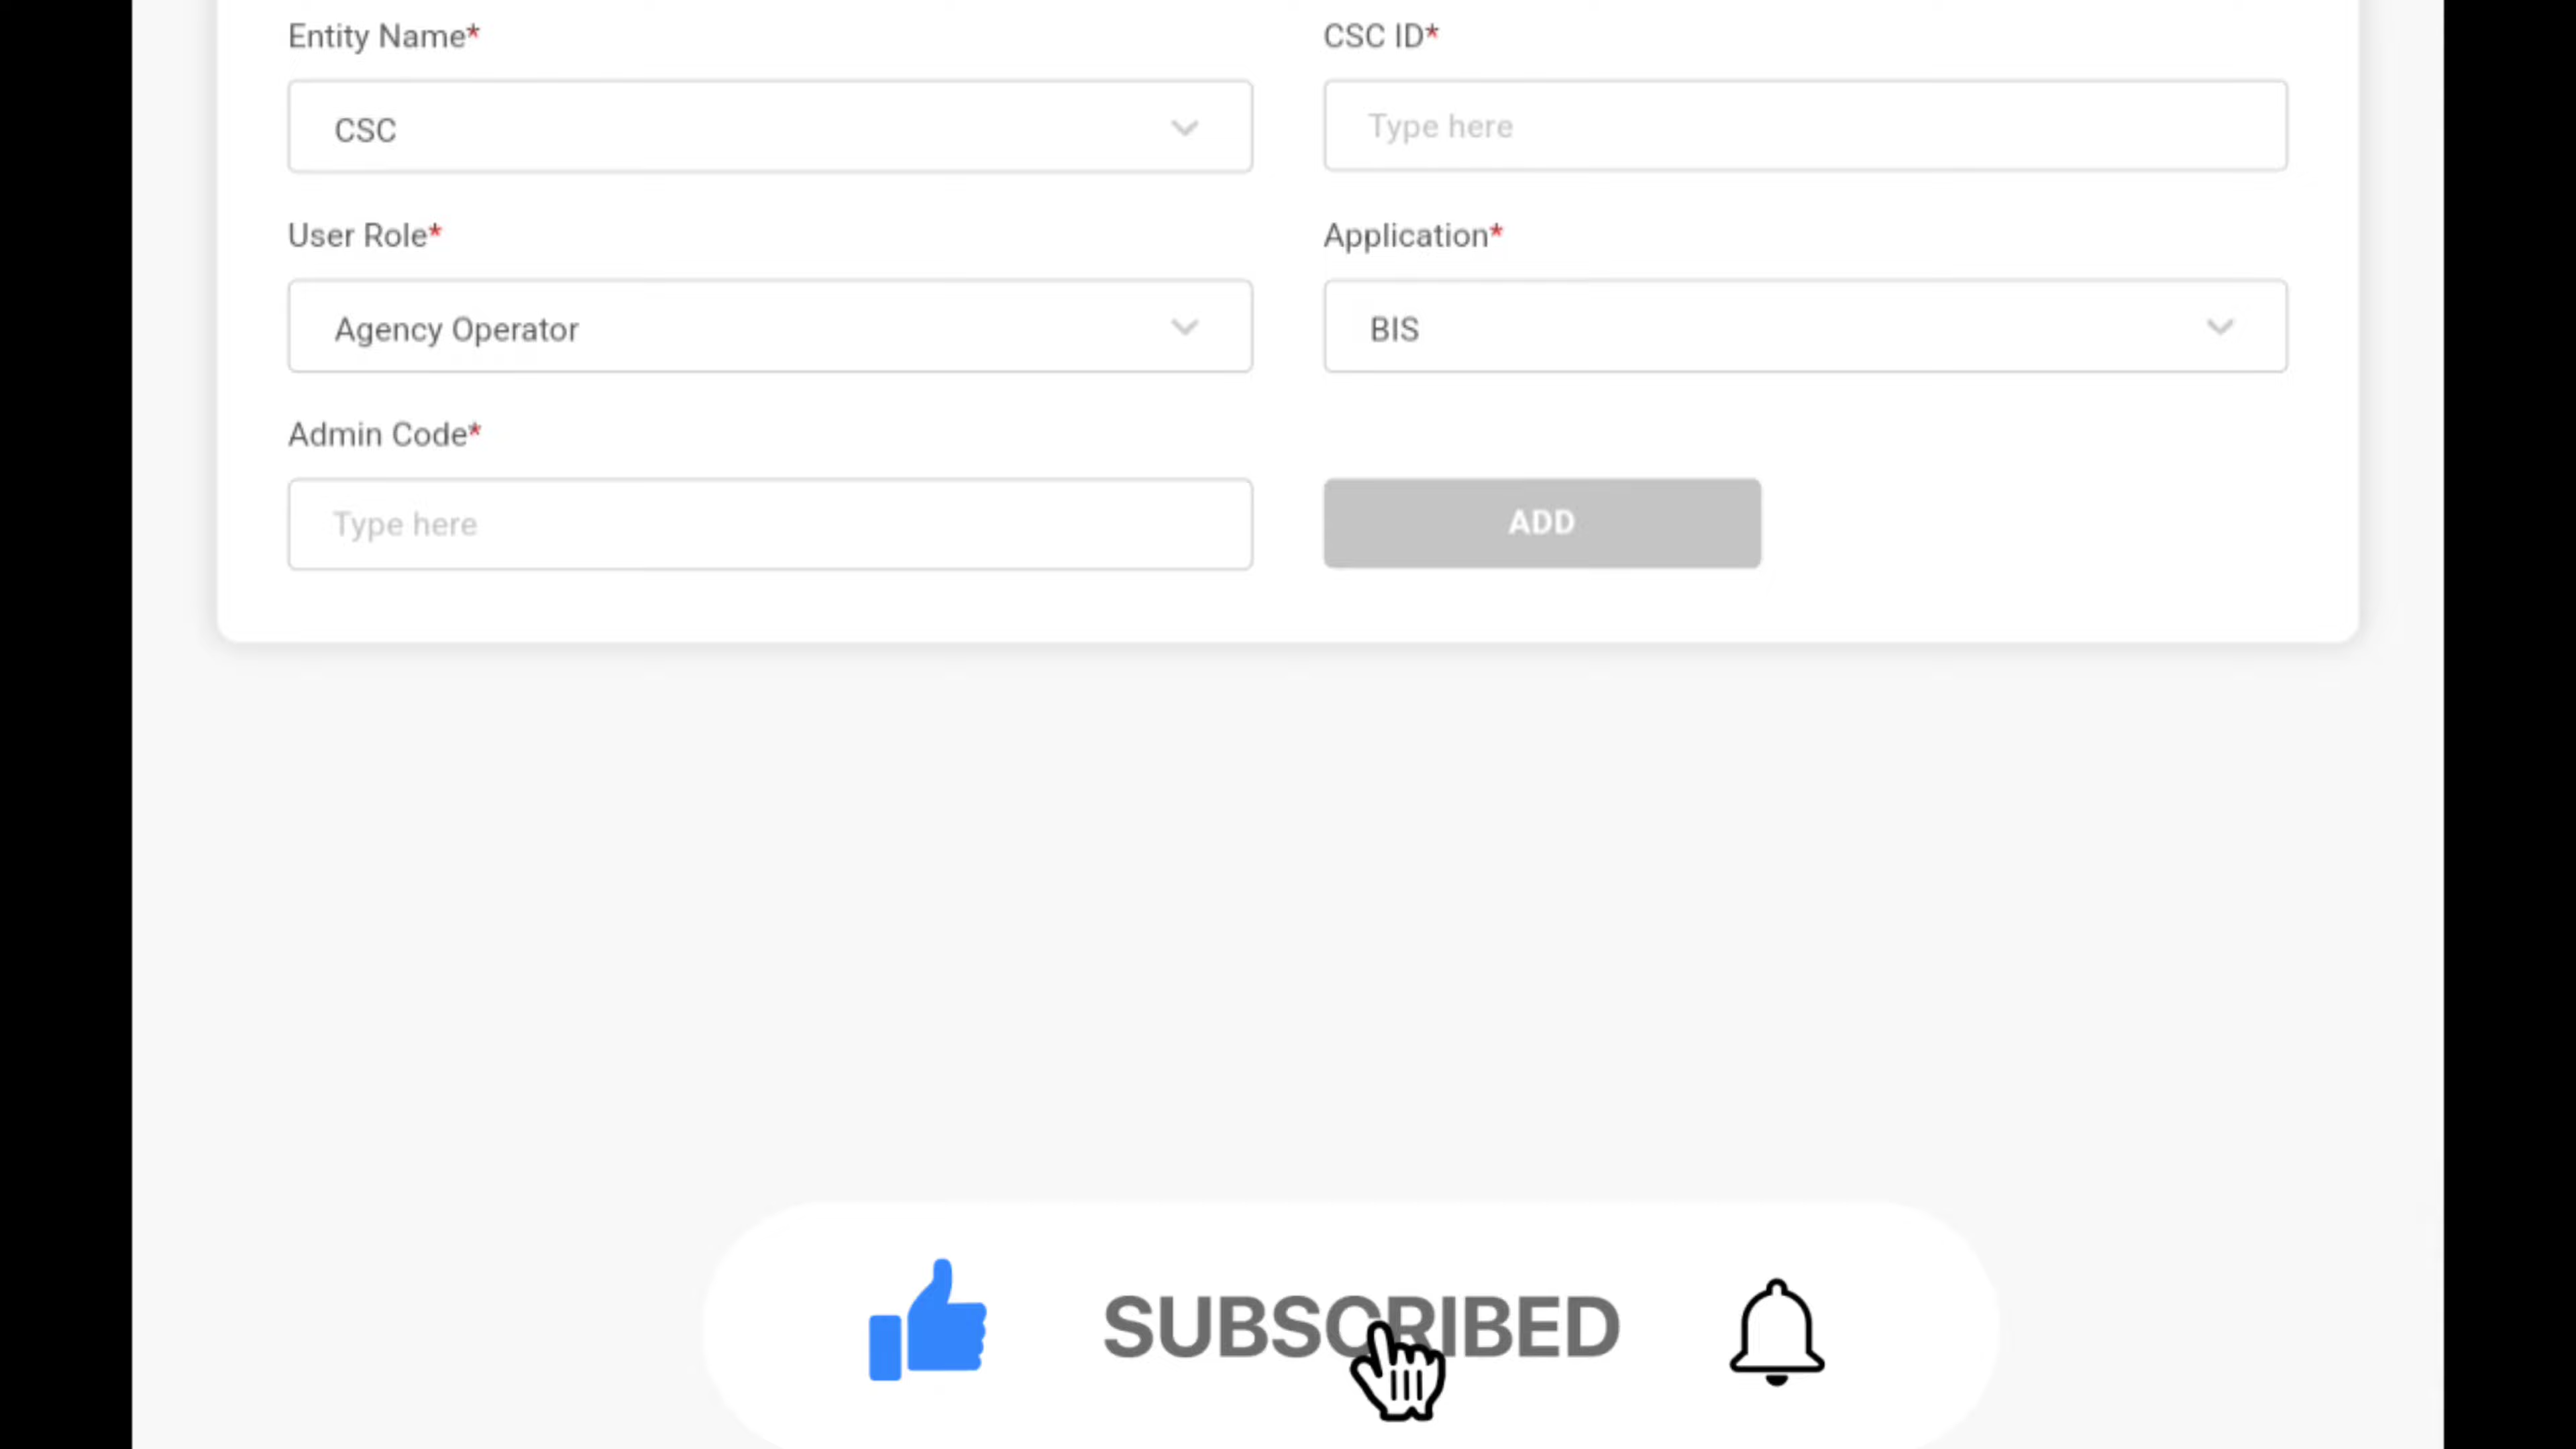 Entity Name*
CSC ID*
CSC
Type here
User Role*
Application*
Agency Operator
BIS
Admin Code*
Type here
ADD
SUBSCRIBED